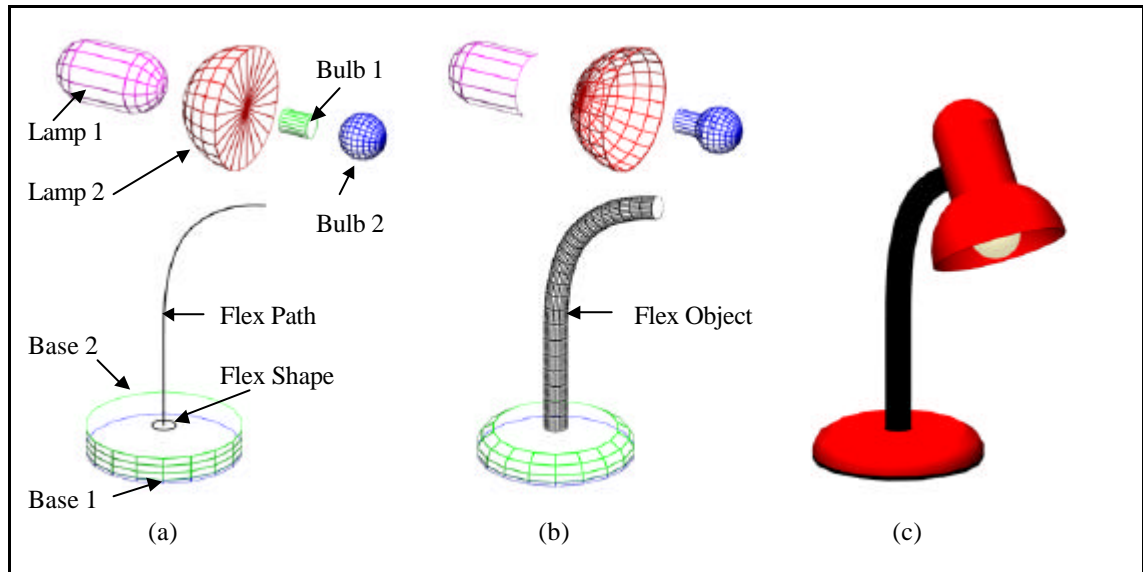 Bulb 1
Lamp 1
Lamp 2
Bulb 2
Flex Path
Flex Object
Base 2
Flex Shape
Base 1
(a)
(b)
(c)